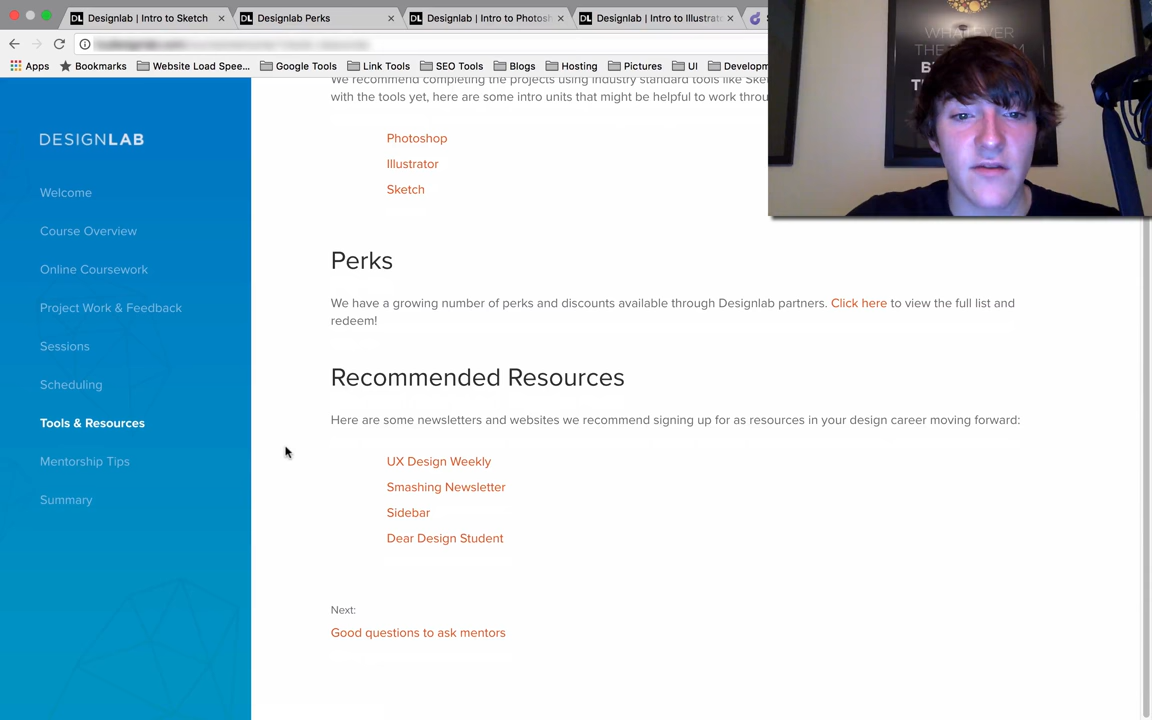 Designlab | Intro to Sketch
Designlab Perks
Designlab | Intro to Photosh
Designlab | Intro to Illustrat
Apps
Bookmarks
Website Load Spee...
Google Tools
Link Tools
SEO Tools
Blogs
Hosting
Pictures
UI
Developm
WHATEVER
DESIGNLAB
Welcome
Course Overview
Online Coursework
Project Work & Feedback
Sessions
Scheduling
Tools & Resources
Mentorship Tips
Summary
We recommend completing the projects using industry standard tools like Sket
with the tools yet, here are some intro units that might be helpful to work throu
Photoshop
Illustrator
Sketch
Perks
We have a growing number of perks and discounts available through Designlab partners. Click here to view the full list and
redeem!
Recommended Resources
Here are some newsletters and websites we recommend signing up for as resources in your design career moving forward:
UX Design Weekly
Smashing Newsletter
Sidebar
Dear Design Student
Next:
Good questions to ask mentors